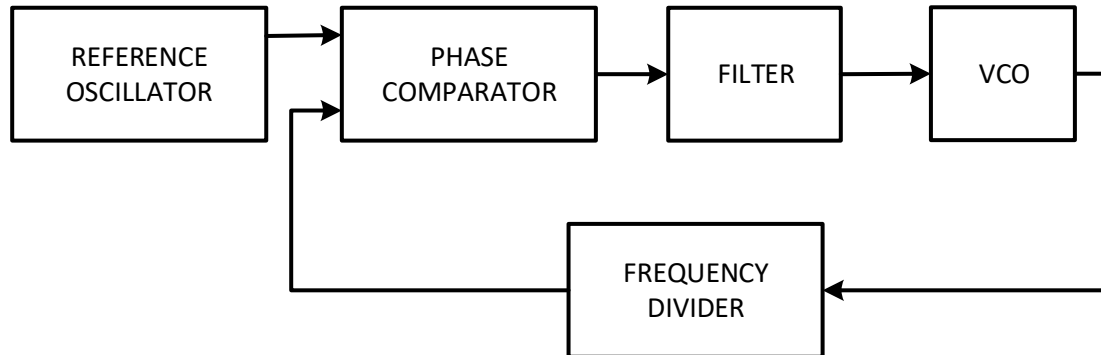 REFERENCE
OSCILLATOR
PHASE
COMPARATOR
FILTER
VCO
FREQUENCY
DIVIDER